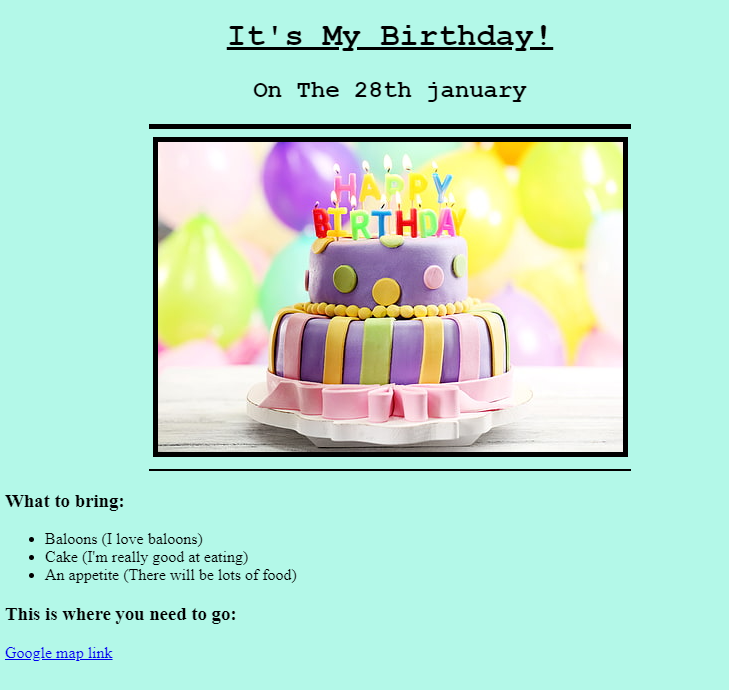 It's My Birthday!
On The 28th january
HAPPY
BIRTHDAY
What to bring:
Baloons (I love baloons)
Cake (I'm really good at eating)
An appetite (There will be lots of food)
This is where you need to go:
Google map link